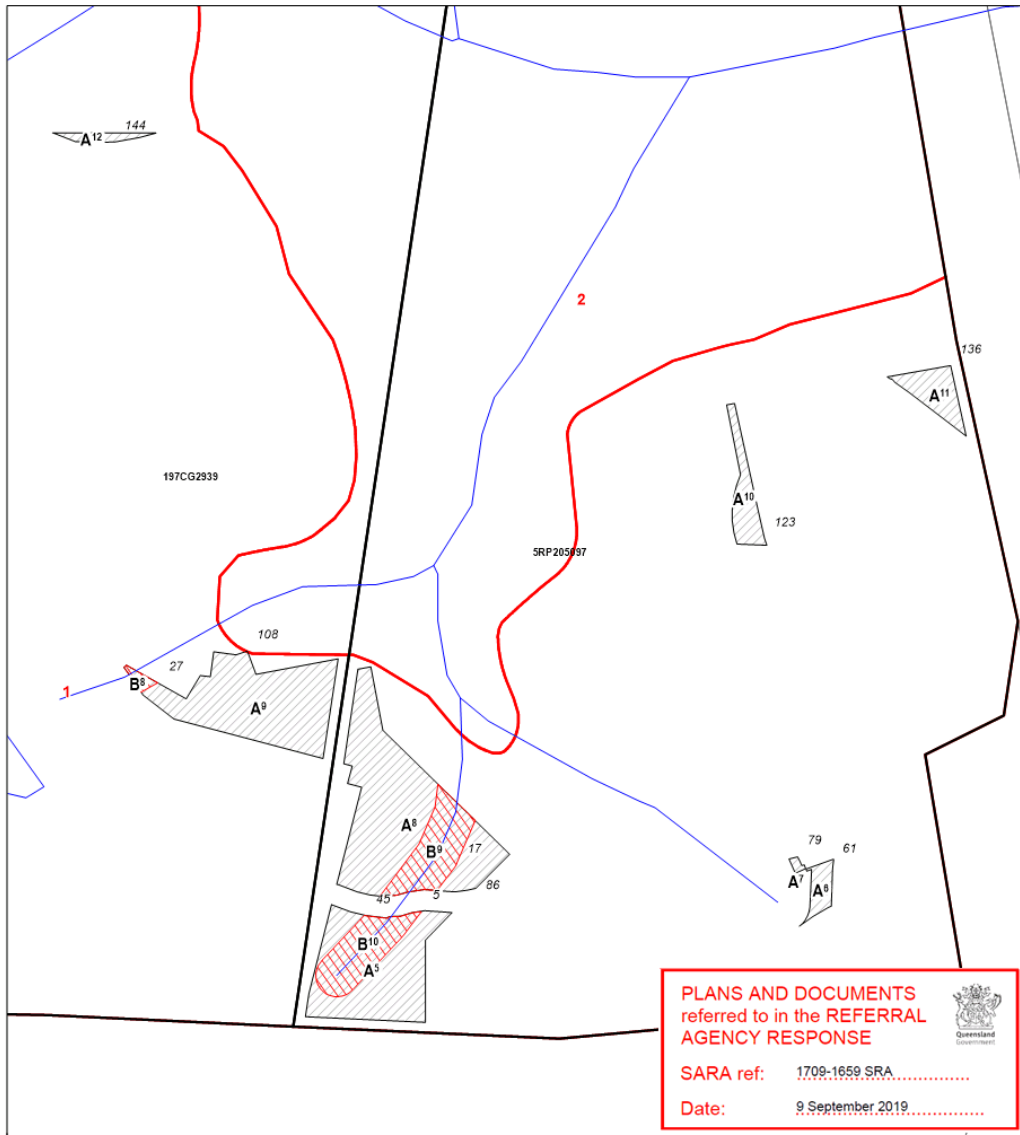 144
A12
2
136
A11
197CG2939
A10
123
5RP205097
108
27
1
B8
A9
A8
B9
17
45
5
86
79
61
A7
A6
B10
A5
PLANS AND DOCUMENTS
referred to in the REFERRAL
AGENCY RESPONSE
Queensland
Government
SARA ref: 1709-1659 SRA
Date: 9 September 2019